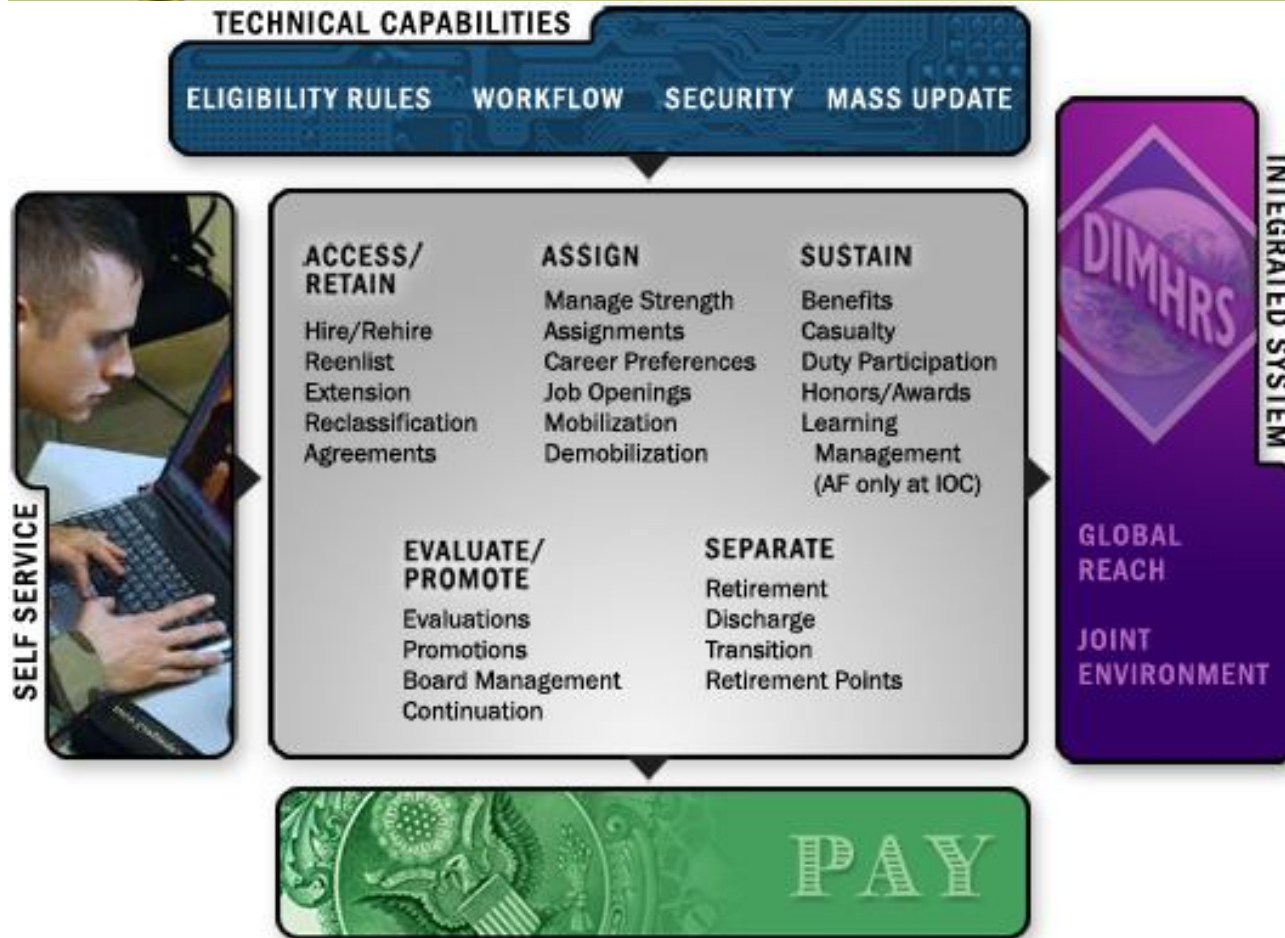 TECHNICAL CAPABILITIES
ELIGIBILITY RULES WORKFLOW SECURITY MASS UPDATE
SELF SERVICE
ACCESS/
RETAIN
Hire/Rehire
Reenlist
Extension
Reclassification
Agreements
ASSIGN
Manage Strength
Assignments
Career Preferences
Job Openings
Mobilization
Demobilization
SUSTAIN
Benefits
Casualty
Duty Participation
Honors/Awards
Learning
Management
(AF only at IOC)
EVALUATE/
PROMOTE
Evaluations
Promotions
Board Management
Continuation
SEPARATE
Retirement
Discharge
Transition
Retirement Points
INTEGRATED SYSTEM
DIMHRS
GLOBAL
REACH
JOINT
ENVIRONMENT
PAY